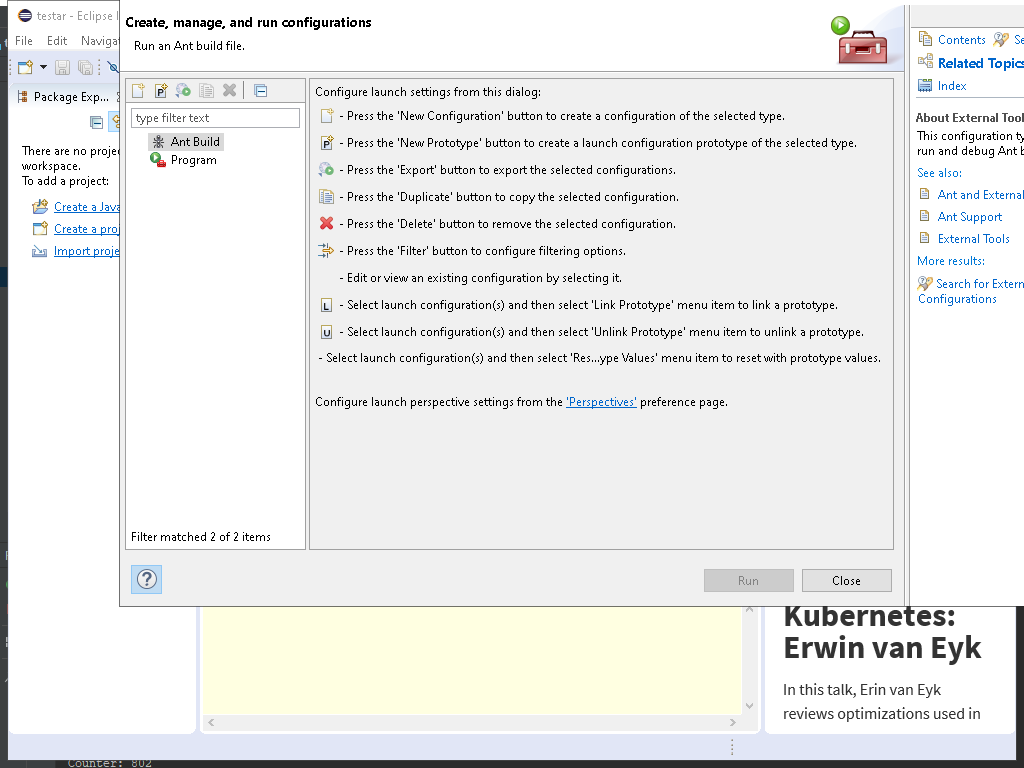 testar - Eclipse I
File Edit Naviga
Package Exp...
There are no proje
workspace.
To add a project:
Create a Java
Create a proj
Import proje
Create, manage, and run configurations
Run an Ant build file.
type filter text
Ant Build
Program
Filter matched 2 of 2 items
Configure launch settings from this dialog:
- Press the 'New Configuration' button to create a configuration of the selected type.
- Press the 'New Prototype' button to create a launch configuration prototype of the selected type.
- Press the 'Export' button to export the selected configurations.
- Press the 'Duplicate' button to copy the selected configuration.
- Press the 'Delete' button to remove the selected configuration.
- Press the 'Filter' button to configure filtering options.
- Edit or view an existing configuration by selecting it.
- Select launch configuration(s) and then select 'Link Prototype' menu item to link a prototype.
- Select launch configuration(s) and then select 'Unlink Prototype' menu item to unlink a prototype.
- Select launch configuration(s) and then select 'Res...ype Values' menu item to reset with prototype values.
Configure launch perspective settings from the 'Perspectives' preference page.
Run Close
Contents Se
Related Topics
Index
About External Tool
This configuration ty
run and debug Ant b
See also:
Ant and External
Ant Support
External Tools
More results:
Search for Extern
Configurations
Kubernetes:
Erwin van Eyk
In this talk, Erin van Eyk
reviews optimizations used in
Counter: 802